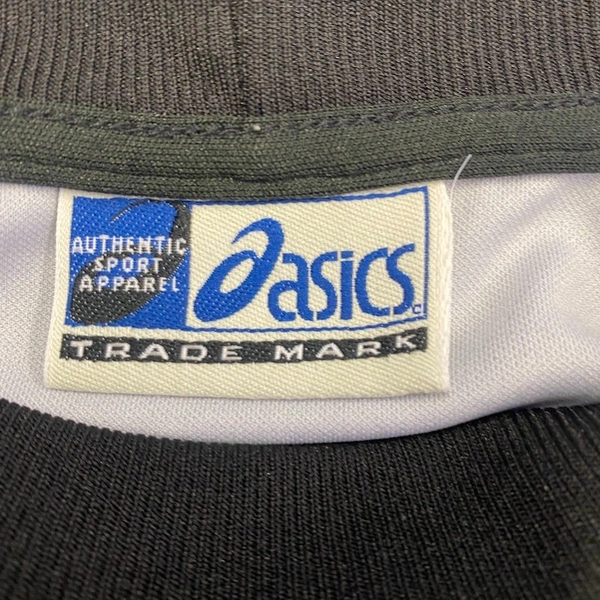 AUTHENTIC
SPORT
APPAREL
asics
TRADE MARK